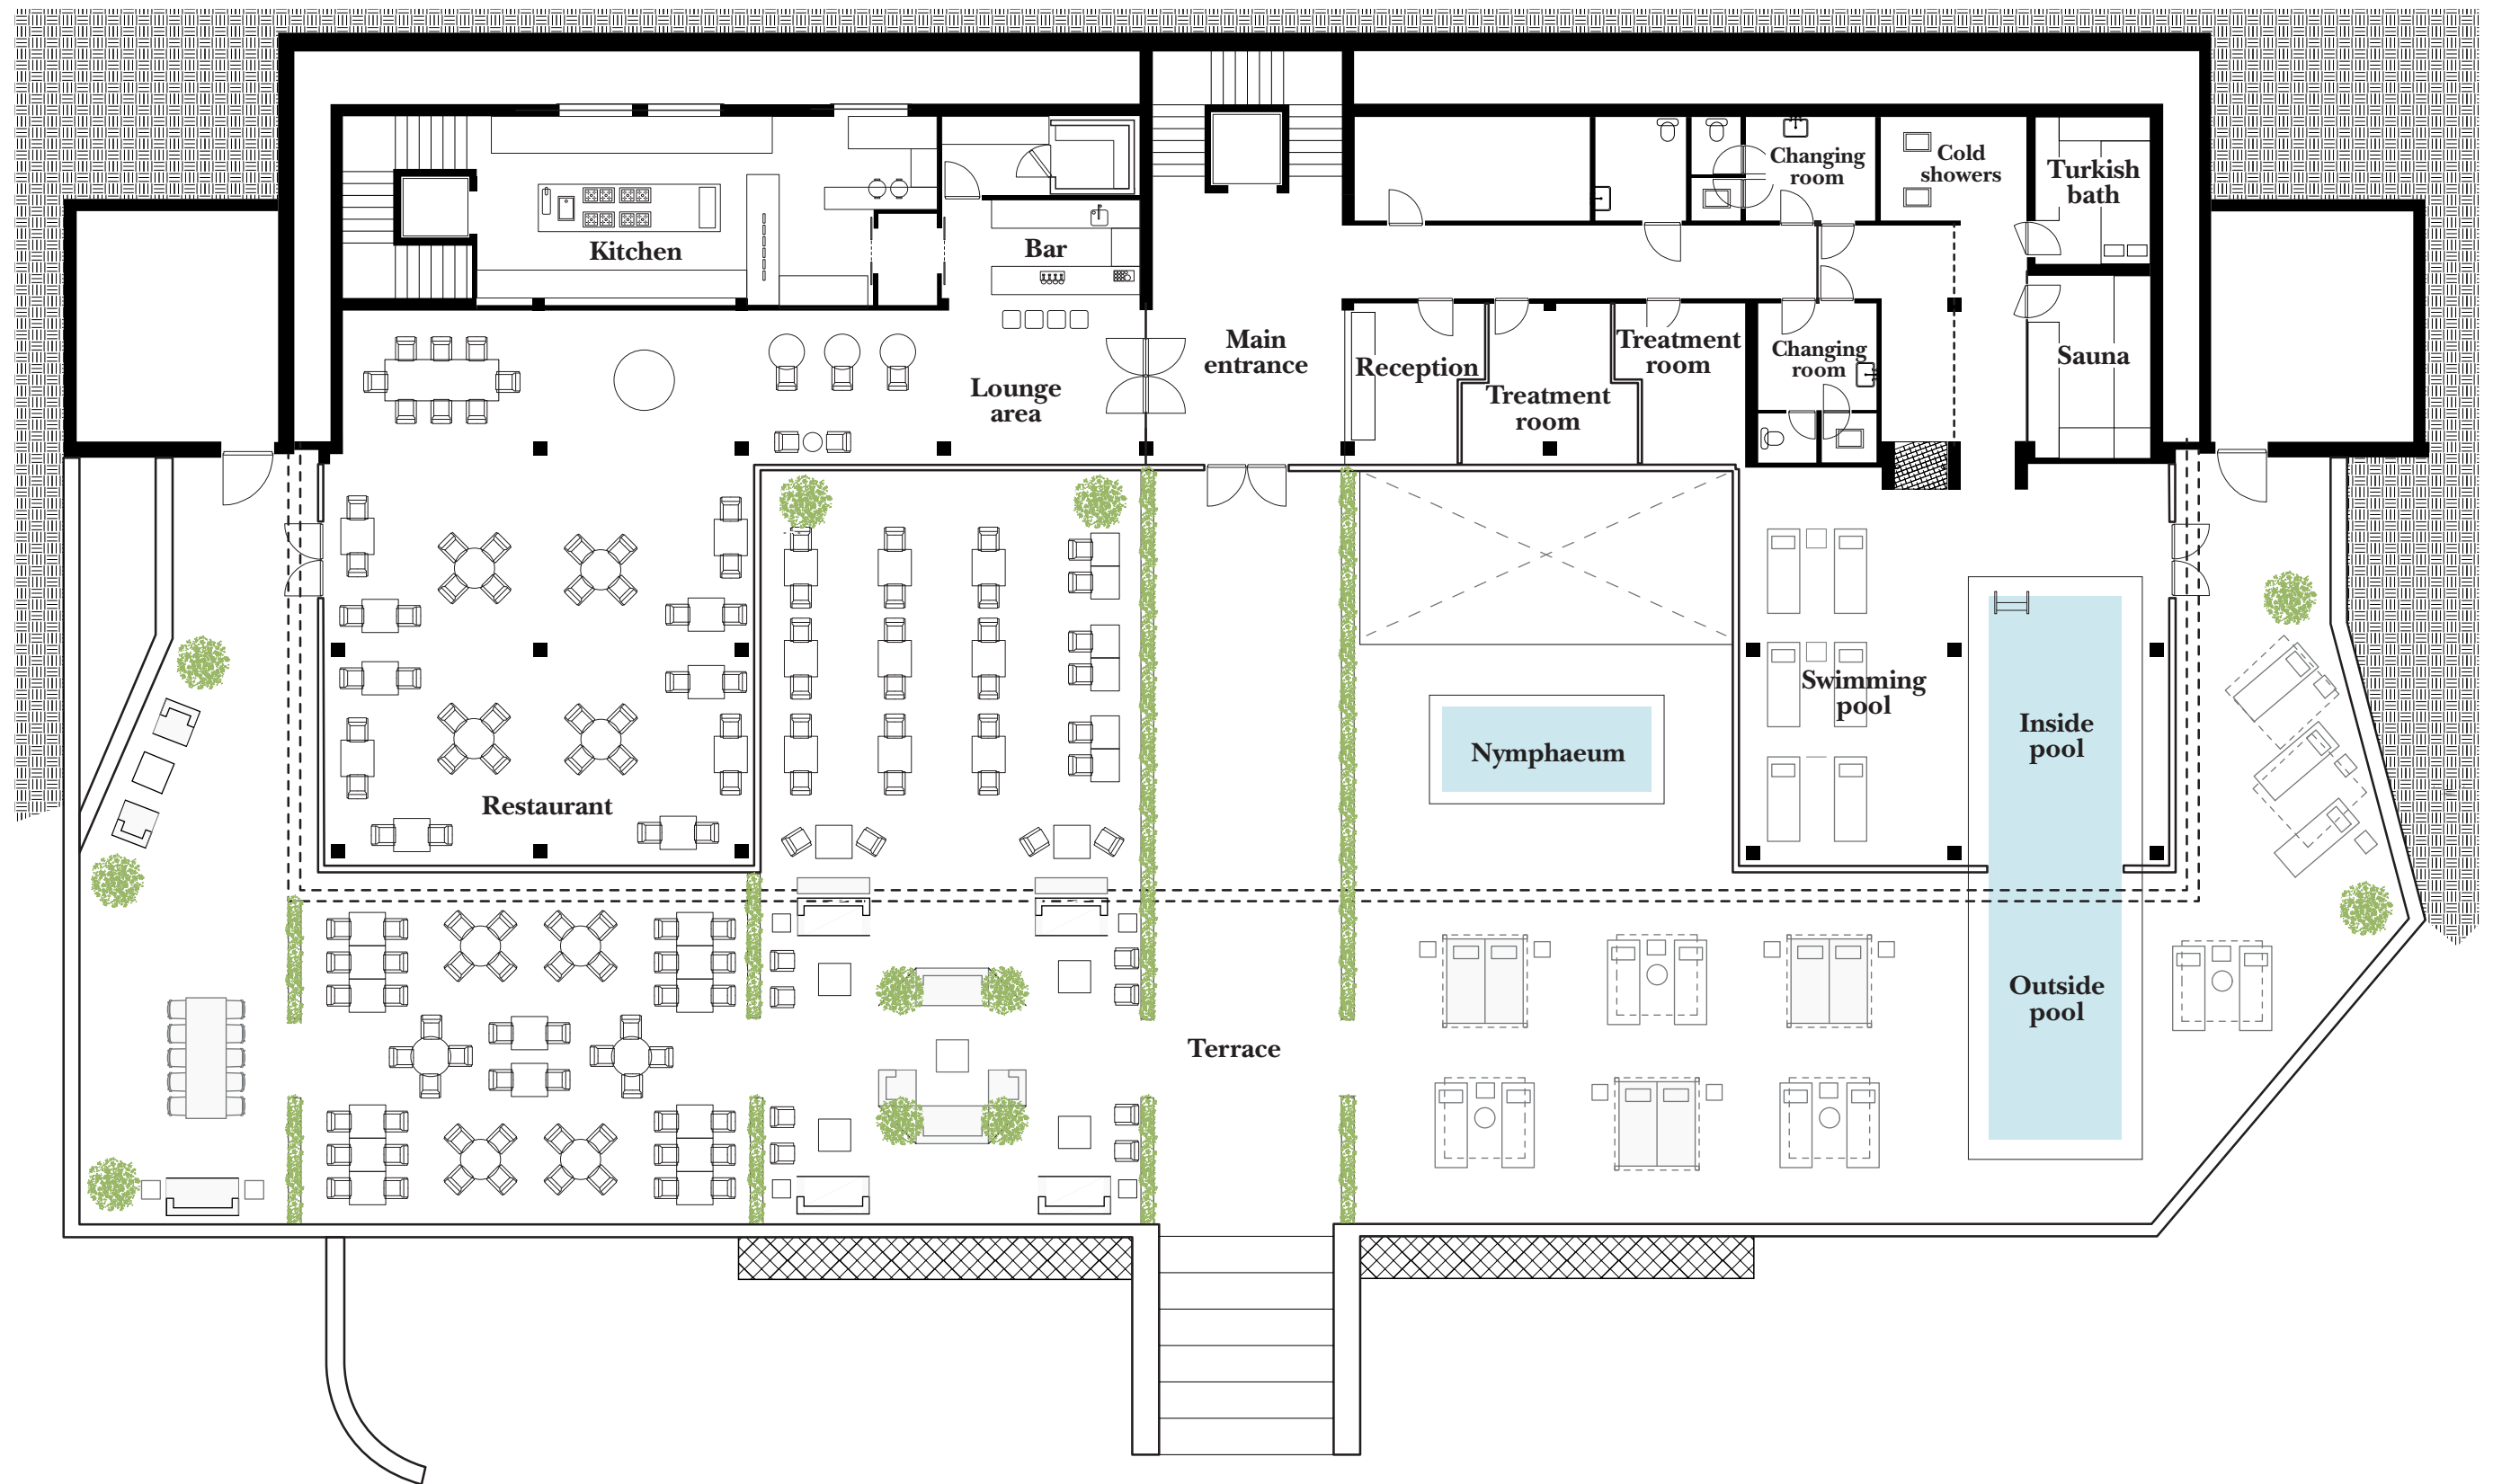 Kitchen
Bar
Changing
room
Cold
showers
Turkish
bath
Lounge
area
Main
entrance
Reception
Treatment
room
Treatment
room
Changing
room
Sauna
Restaurant
Nymphaeum
Swimming
pool
Inside
pool
Outside
pool
Terrace